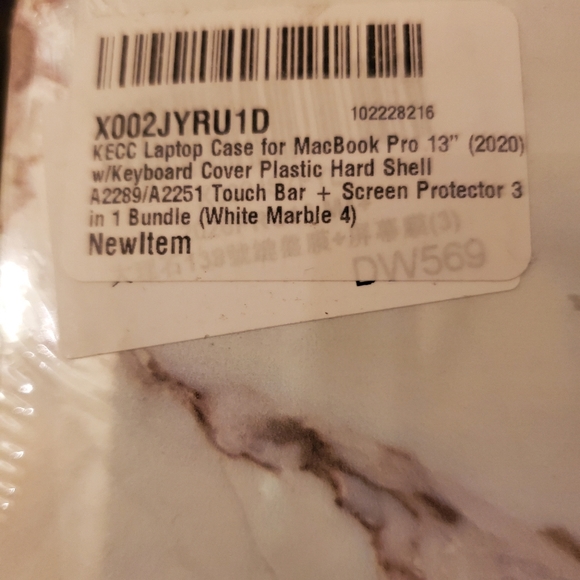 X002JYRU1D 102228216
KECC Laptop Case for MacBook Pro 13" (2020)
w/Keyboard Cover Plastic Hard Shell
A2289/A2251 Touch Bar + Screen Protector 3
in 1 Bundle (White Marble 4)
NewItem
DW569